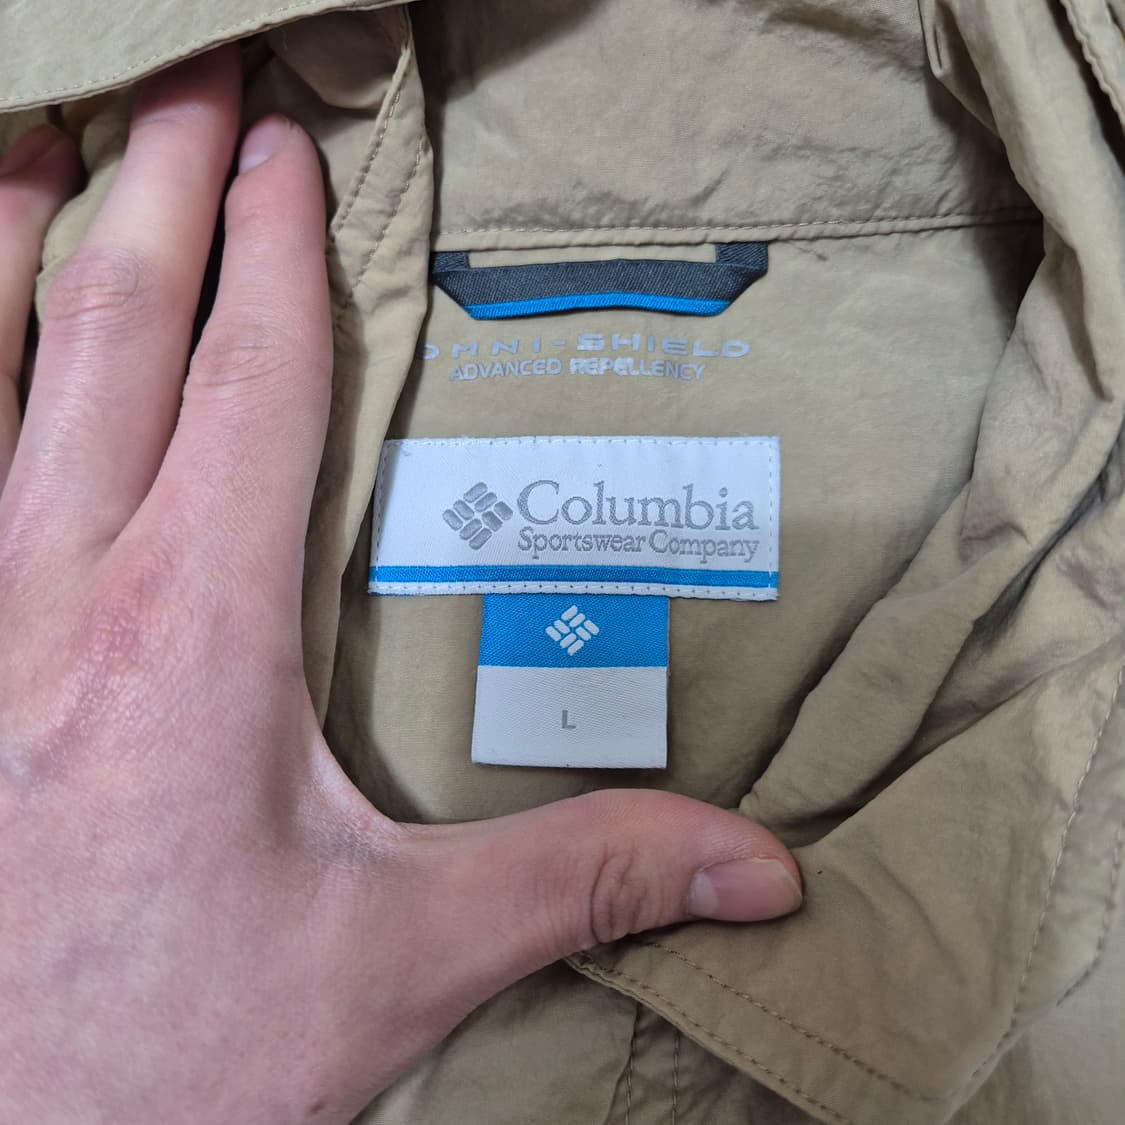 OMNI-SHIELD
ADVANCED REPELLENCY
Columbia
Sportswear Company
L